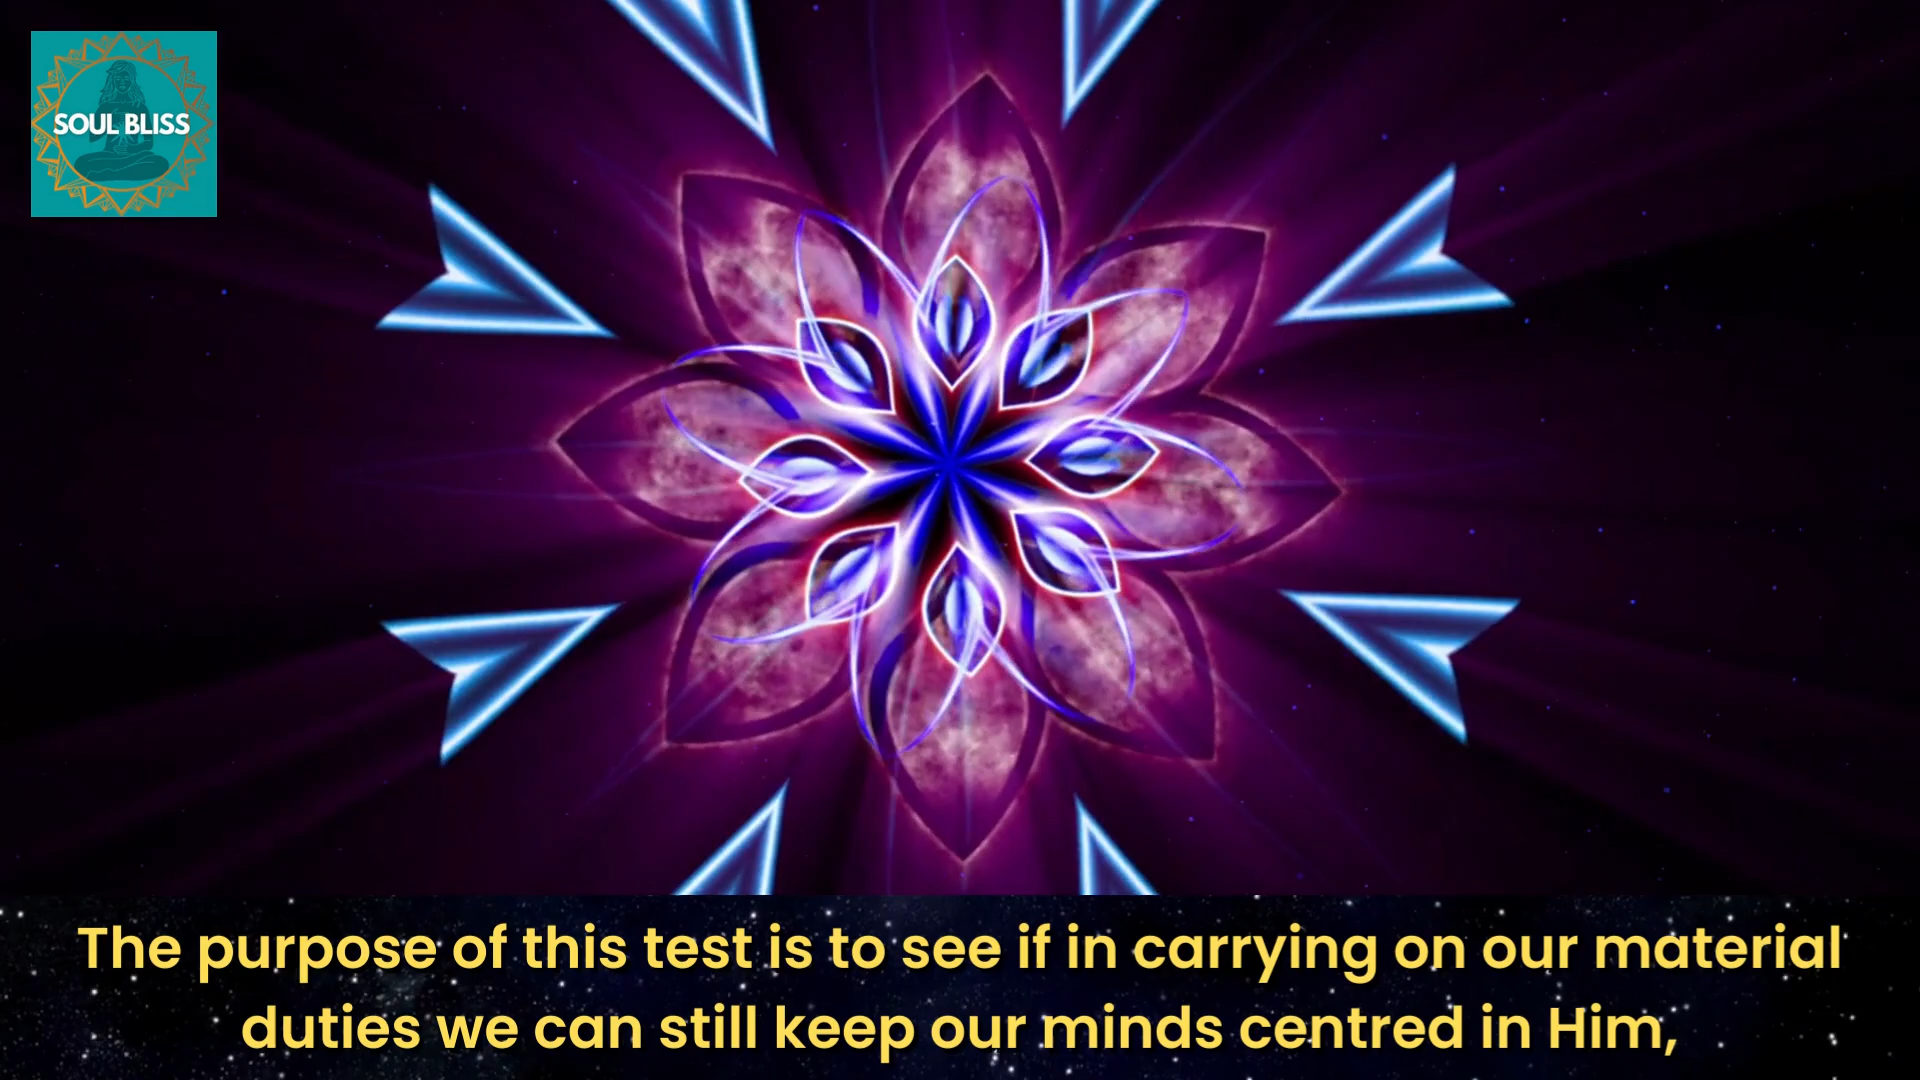 SOUL BLISS
The purpose of this test is to see if in carrying on our material
duties we can still keep our minds centred in Him,